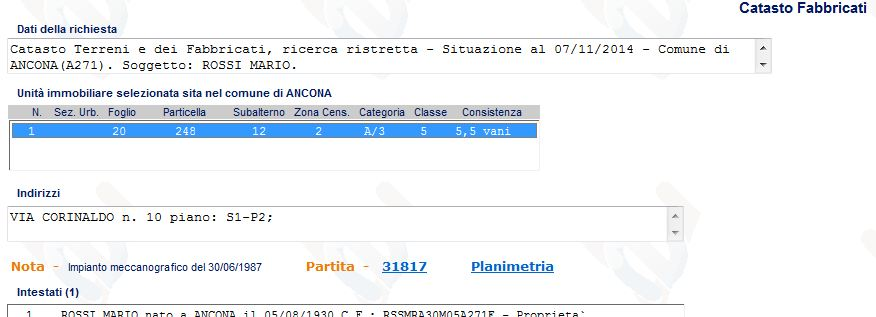 Catasto Fabbricati
Dati della richiesta
Catasto Terreni e dei Fabbricati, ricerca ristretta - Situazione al 07/11/2014 - Comune di
ANCONA(A271). Soggetto: ROSSI MARIO.
Unità immobiliare selezionata sita nel comune di ANCONA
N. Sez. Urb. Foglio Particella Subalterno Zona Cens. Categoria Classe Consistenza
1 20 248 12 2 A/3 5 5,5 vani
Indirizzi
VIA CORINALDO n. 10 piano: S1-P2;
Nota - Impianto meccanografico del 30/06/1987 Partita - 31817 Planimetria
Intestati (1)
1 ROSSI MARIO nato a ANCONA il 05/08/1930 C.F.: RSSMRA30M05A271E - Proprieta`